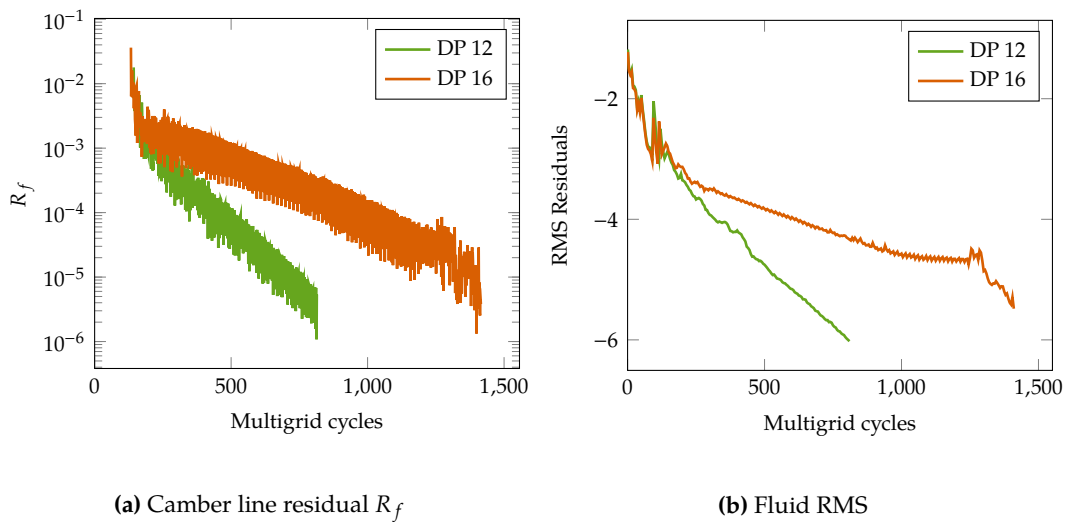 10⁻¹
10⁻²
10⁻³
10⁻⁴
10⁻⁵
10⁻⁶
R_f
0 500 1,000 1,500
Multigrid cycles
DP 12
DP 16
(a) Camber line residual R_f
−2
−4
−6
RMS Residuals
0 500 1,000 1,500
Multigrid cycles
DP 12
DP 16
(b) Fluid RMS